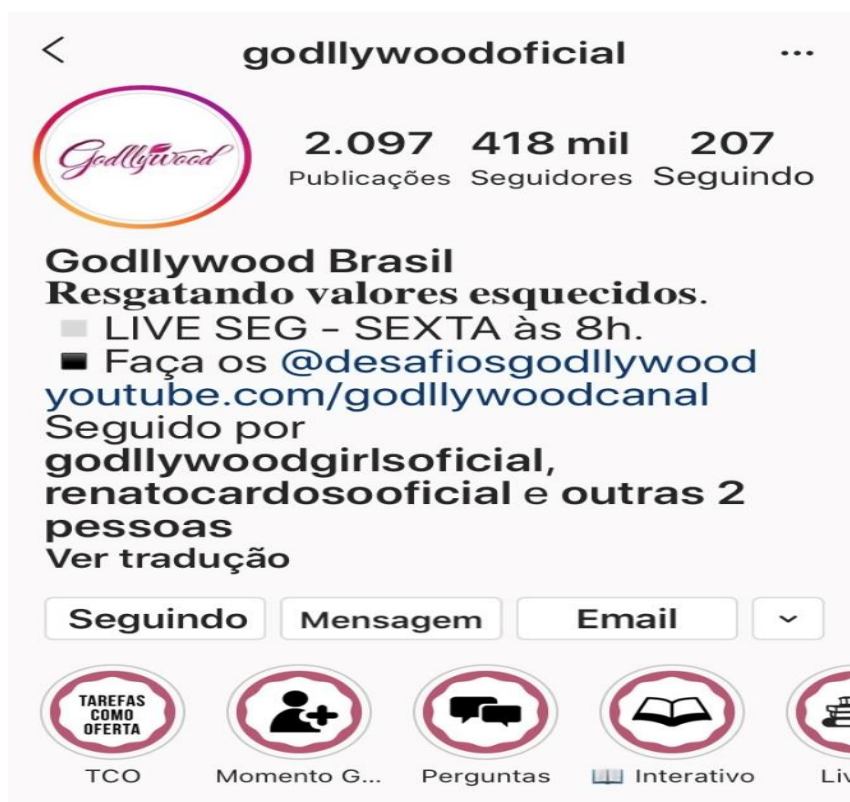 godllywoodoficial
Godllywood
2.097 418 mil 207
Publicações Seguidores Seguindo
Godllywood Brasil
Resgatando valores esquecidos.
◽ LIVE SEG - SEXTA às 8h.
◾ Faça os @desafiosgodllywood
youtube.com/godllywoodcanal
Seguido por
godllywoodgirlsoficial,
renatocardosooficial e outras 2
pessoas
Ver tradução
Seguindo Mensagem Email
TAREFAS
COMO
OFERTA
TCO Momento G... Perguntas 📖 Interativo Liv